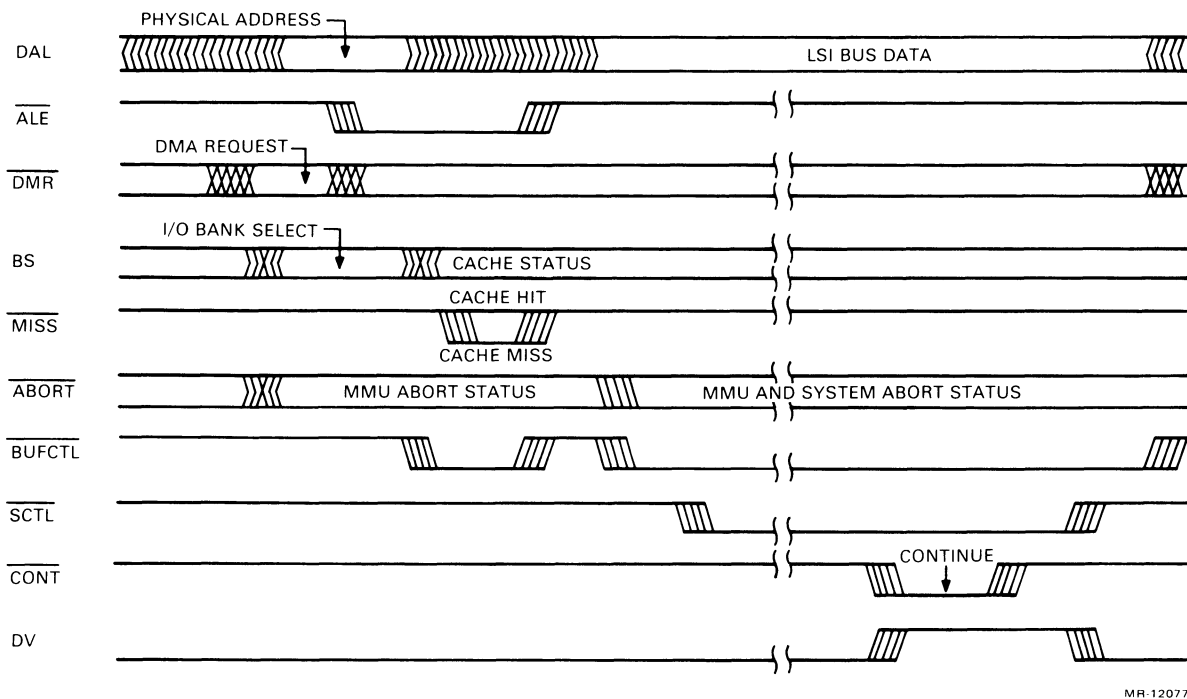 PHYSICAL ADDRESS
DAL
LSI BUS DATA
ALE
DMA REQUEST
DMR
I/O BANK SELECT
BS
CACHE STATUS
CACHE HIT
MISS
CACHE MISS
ABORT
MMU ABORT STATUS
MMU AND SYSTEM ABORT STATUS
BUFCTL
SCTL
CONTINUE
CONT
DV
MR-12077